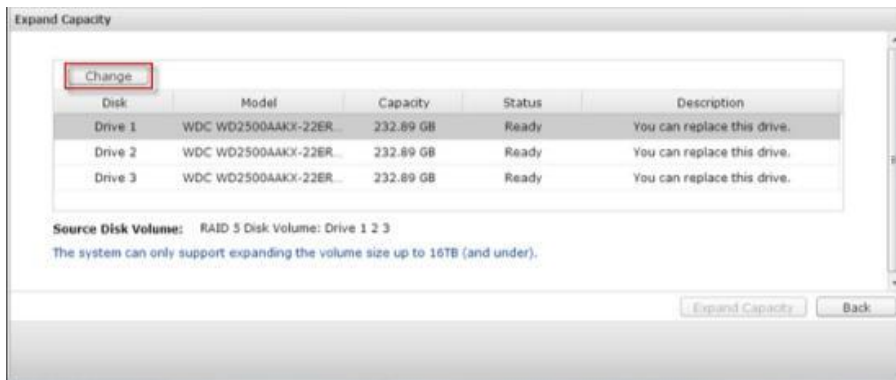 Expand Capacity
Change
Disk Model Capacity Status Description
Drive 1 WDC WD2500AAKX-22ER... 232.89 GB Ready You can replace this drive.
Drive 2 WDC WD2500AAKX-22ER... 232.89 GB Ready You can replace this drive.
Drive 3 WDC WD2500AAKX-22ER... 232.89 GB Ready You can replace this drive.
Source Disk Volume: RAID 5 Disk Volume: Drive 1 2 3
The system can only support expanding the volume size up to 16TB (and under).
Expand Capacity Back